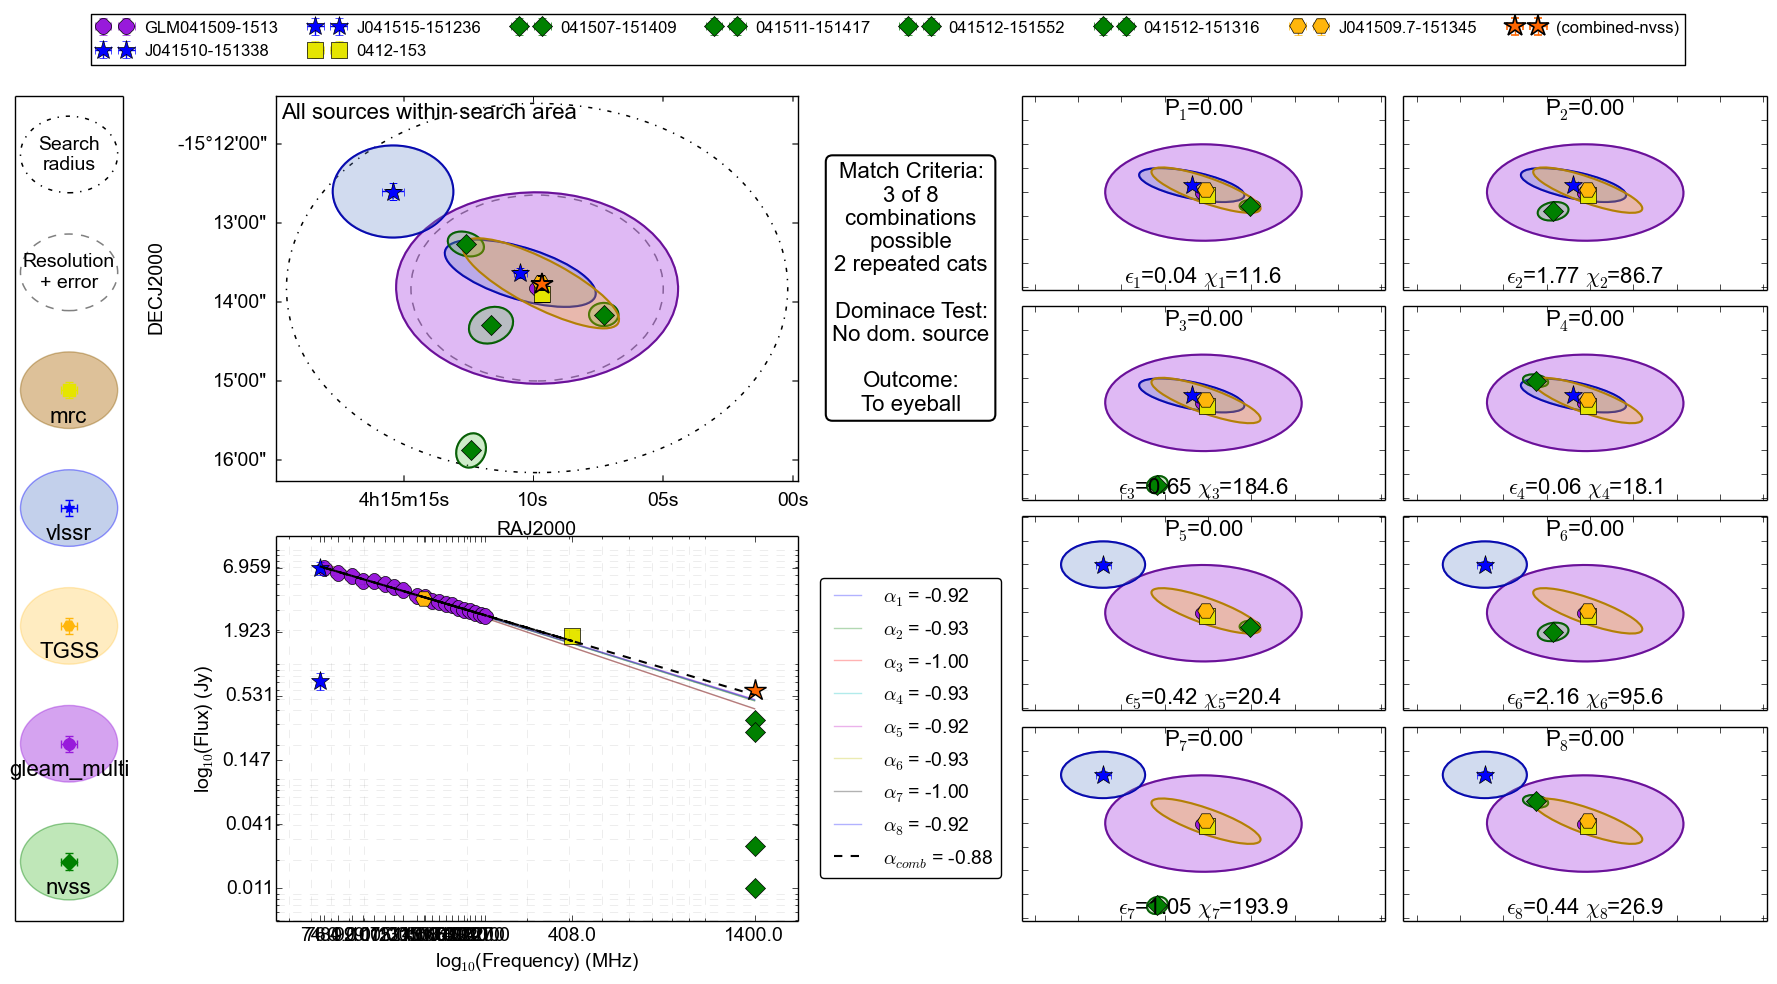 GLM041509-1513
J041515-151236
041507-151409
041511-151417
041512-151552
041512-151316
J041509.7-151345
(combined-nvss)
J041510-151338
0412-153
Search
radius
Resolution
+ error
mrc
vlssr
TGSS
gleam_multi
nvss
All sources within search area
-15°12'00"
13'00"
14'00"
15'00"
16'00"
DECJ2000
4h15m15s
10s
05s
00s
RAJ2000
Match Criteria:
3 of 8
combinations
possible
2 repeated cats
Dominace Test:
No dom. source
Outcome:
To eyeball
6.959
1.923
0.531
0.147
0.041
0.011
log₁₀(Flux) (Jy)
408.0
1400.0
log₁₀(Frequency) (MHz)
α₁ = -0.92
α₂ = -0.93
α₃ = -1.00
α₄ = -0.93
α₅ = -0.92
α₆ = -0.93
α₇ = -1.00
α₈ = -0.92
α_comb = -0.88
P₁=0.00
ϵ₁=0.04 χ₁=11.6
P₂=0.00
ϵ₂=1.77 χ₂=86.7
P₃=0.00
χ₃=184.6
P₄=0.00
ϵ₄=0.06 χ₄=18.1
P₅=0.00
ϵ₅=0.42 χ₅=20.4
P₆=0.00
ϵ₆=2.16 χ₆=95.6
P₇=0.00
χ₇=193.9
P₈=0.00
ϵ₈=0.44 χ₈=26.9